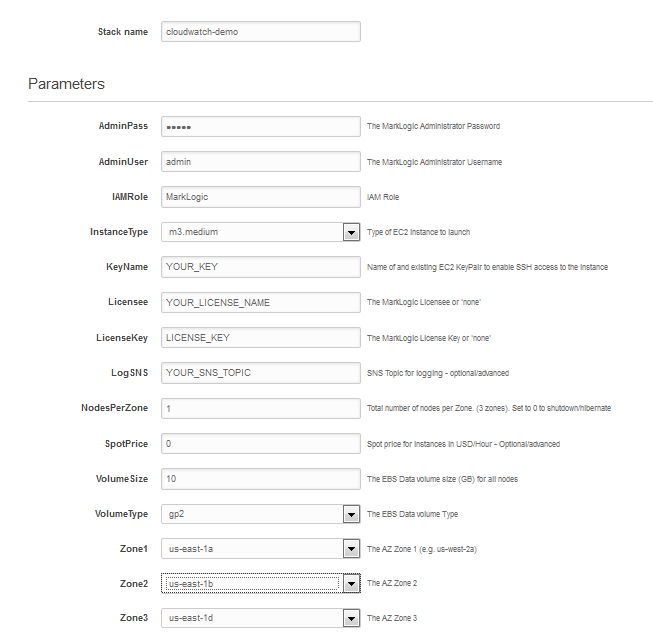 Stack name cloudwatch-demo
Parameters
AdminPass ••••• The MarkLogic Administrator Password
AdminUser admin The MarkLogic Administrator Username
IAMRole MarkLogic IAM Role
InstanceType m3.medium Type of EC2 Instance to launch
KeyName YOUR_KEY Name of and existing EC2 KeyPair to enable SSH access to the instance
Licensee YOUR_LICENSE_NAME The MarkLogic Licensee or 'none'
LicenseKey LICENSE_KEY The MarkLogic License Key or 'none'
LogSNS YOUR_SNS_TOPIC SNS Topic for logging - optional/advanced
NodesPerZone 1 Total number of nodes per Zone. (3 zones). Set to 0 to shutdown/hibernate
SpotPrice 0 Spot price for instances in USD/Hour - Optional/advanced
VolumeSize 10 The EBS Data volume size (GB) for all nodes
VolumeType gp2 The EBS Data volume Type
Zone1 us-east-1a The AZ Zone 1 (e.g. us-west-2a)
Zone2 us-east-1b The AZ Zone 2
Zone3 us-east-1d The AZ Zone 3